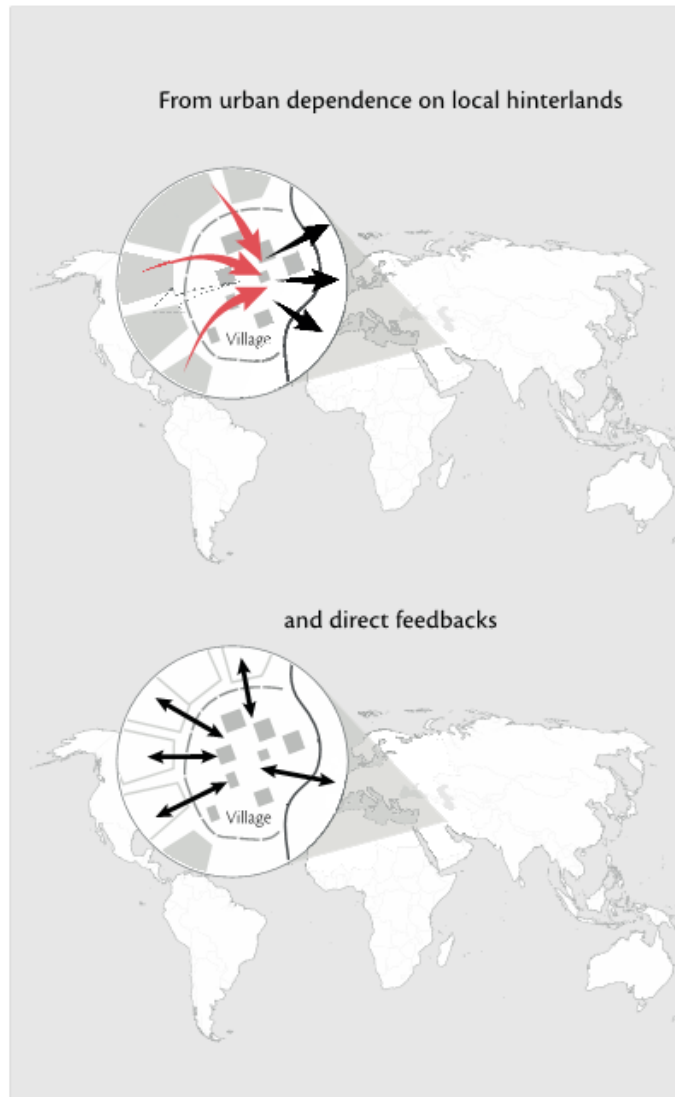 From urban dependence on local hinterlands
Village
and direct feedbacks
Village